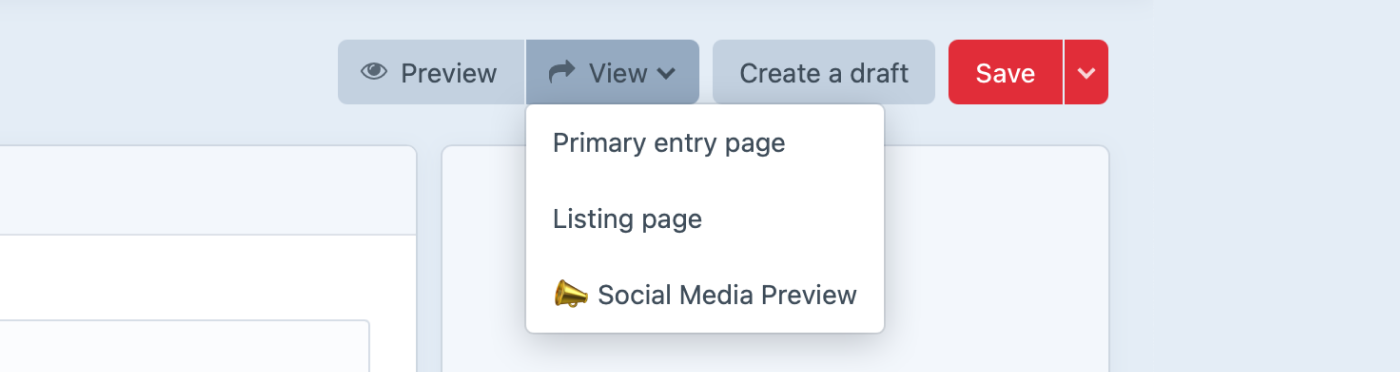 Preview
View
Create a draft
Save
Primary entry page
Listing page
Social Media Preview